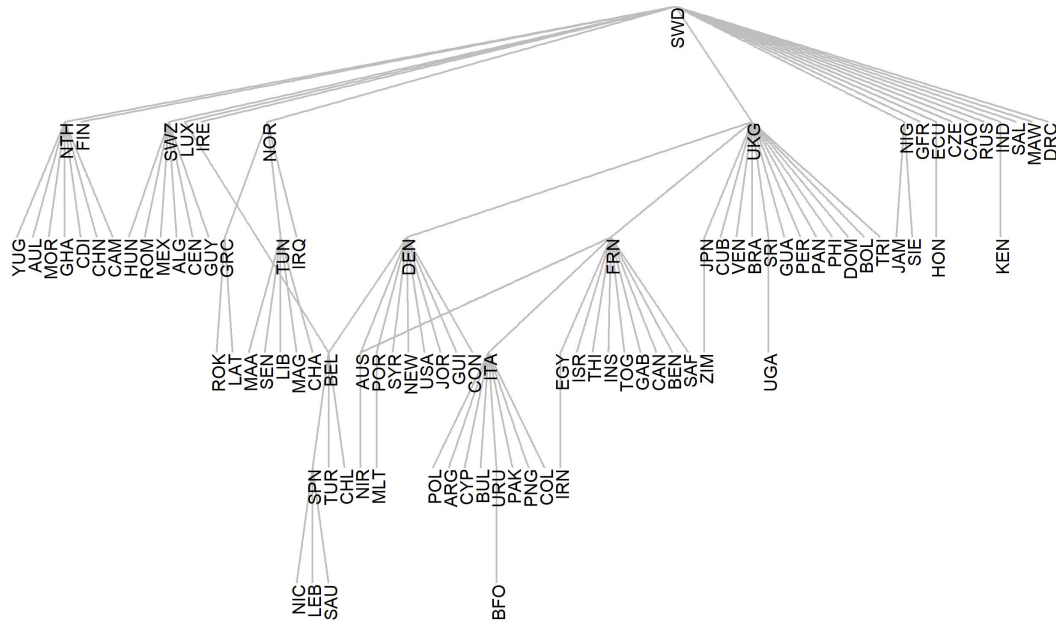 SWD
NTH FIN SWZ LUX IRE NOR UKG NIG GFR ECU CZE CAO RUS IND SAL MAW DRC
YUG AUL MOR GHA CDI CHN CAM HUN ROM MEX ALG CEN GUY GRC TUN IRQ DEN FRN JPN CUB VEN BRA SRI GUA PER PAN PHI DOM BOL TRI JAM SIE HON KEN
ROK LAT MAA SEN LIB MAG CHA BEL AUS POR SYR NEW USA JOR GUI CON ITA EGY ISR THI INS TOG GAB CAN BEN SAF ZIM UGA
SPN TUR CHL NIR MLT POL ARG CYP BUL URU PAK PNG COL IRN
NIC LEB SAU BFO